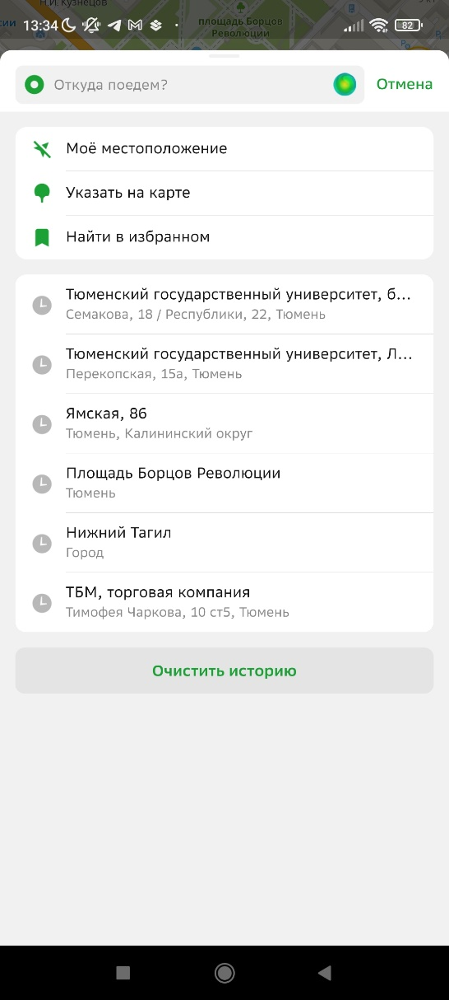 Н.И. Кузнецов
13:34
82
площадь Борцов
Революции
Откуда поедем?
Отмена
Моё местоположение
Указать на карте
Найти в избранном
Тюменский государственный университет, б...
Семакова, 18 / Республики, 22, Тюмень
Тюменский государственный университет, Л...
Перекопская, 15а, Тюмень
Ямская, 86
Тюмень, Калининский округ
Площадь Борцов Революции
Тюмень
Нижний Тагил
Город
ТБМ, торговая компания
Тимофея Чаркова, 10 ст5, Тюмень
Очистить историю